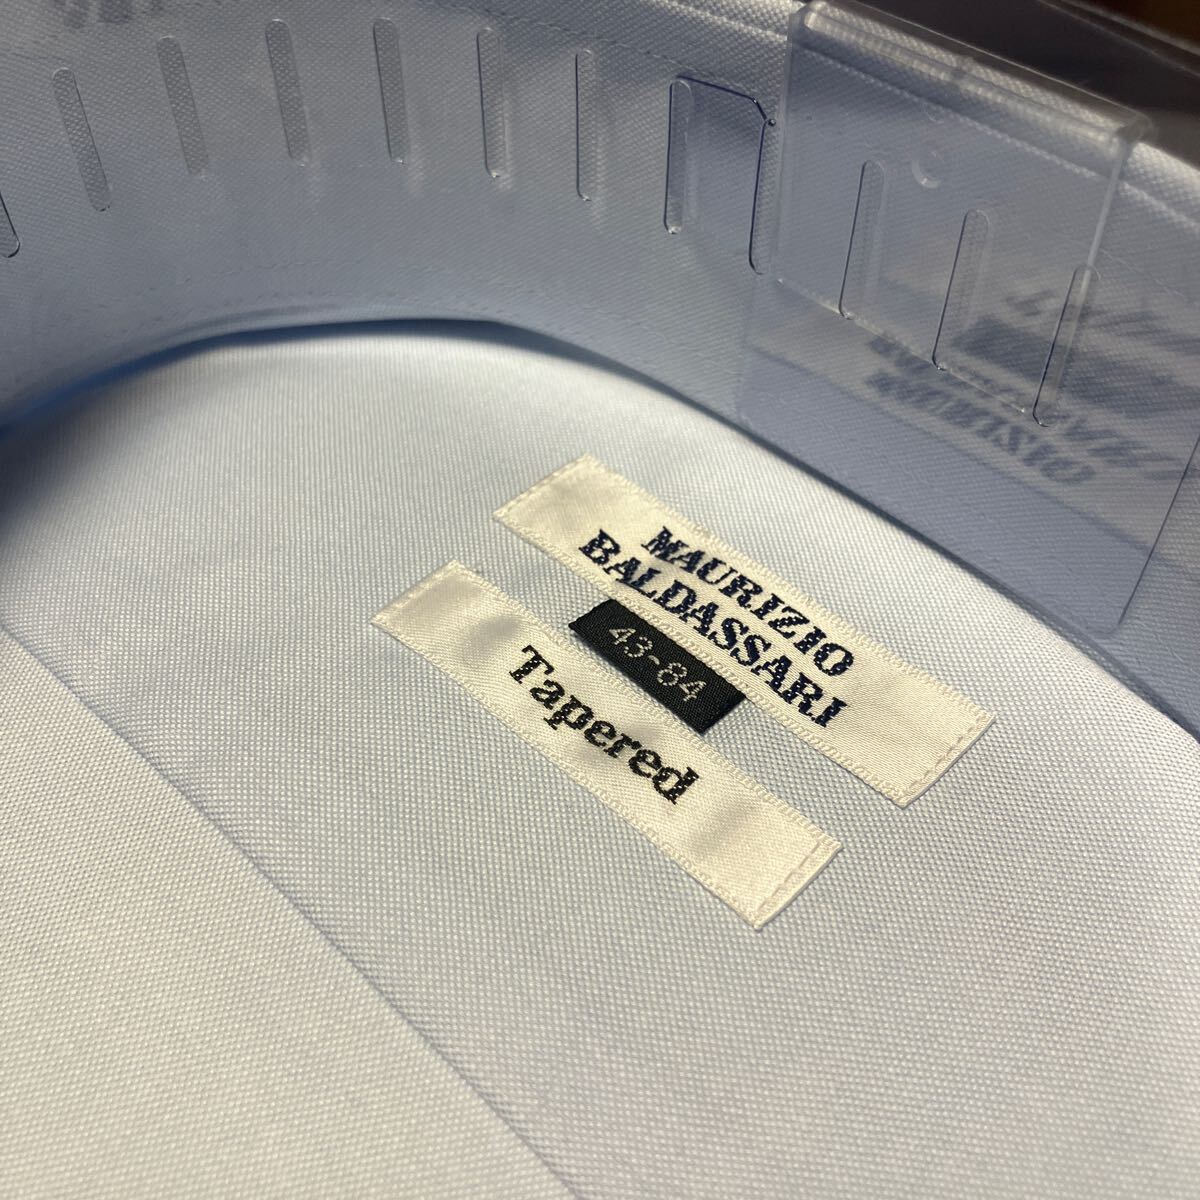 MAURIZIO
BALDASSARI
43-84
Tapered